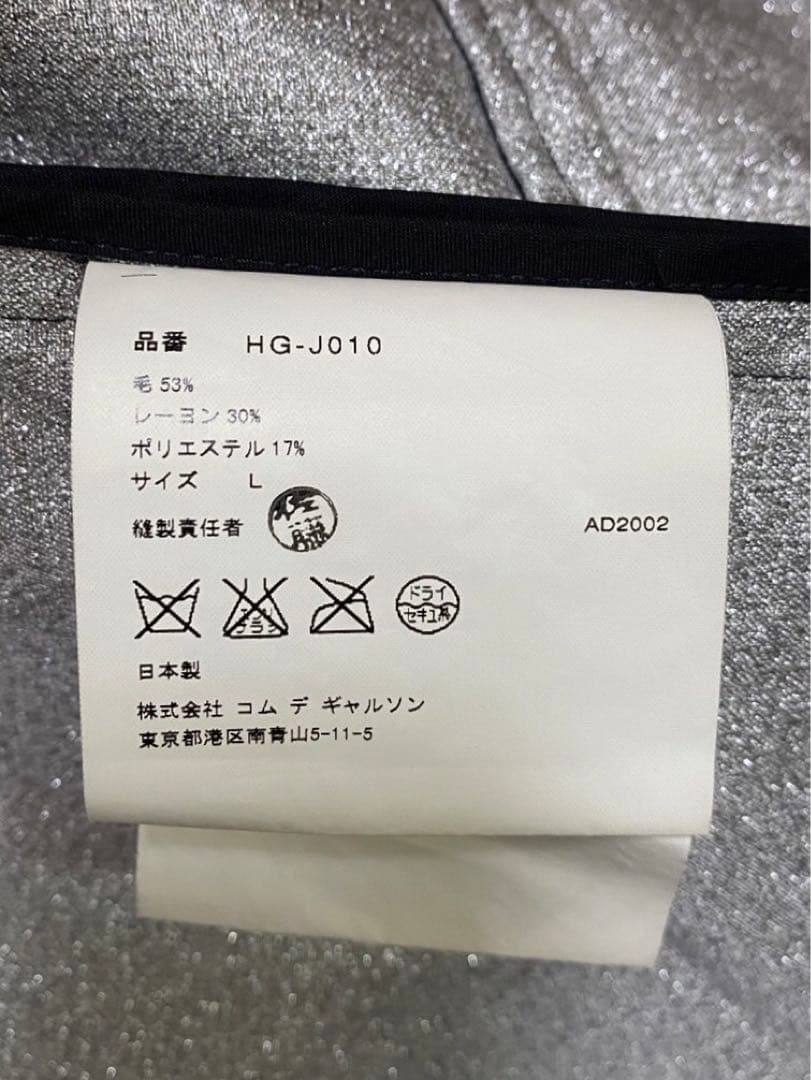 品番 HG-J010
毛 53%
レーヨン 30%
ポリエステル 17%
サイズ L
縫製責任者 佐藤
AD2002
ドライ
セキユ系
日本製
株式会社 コム デ ギャルソン
東京都港区南青山5-11-5